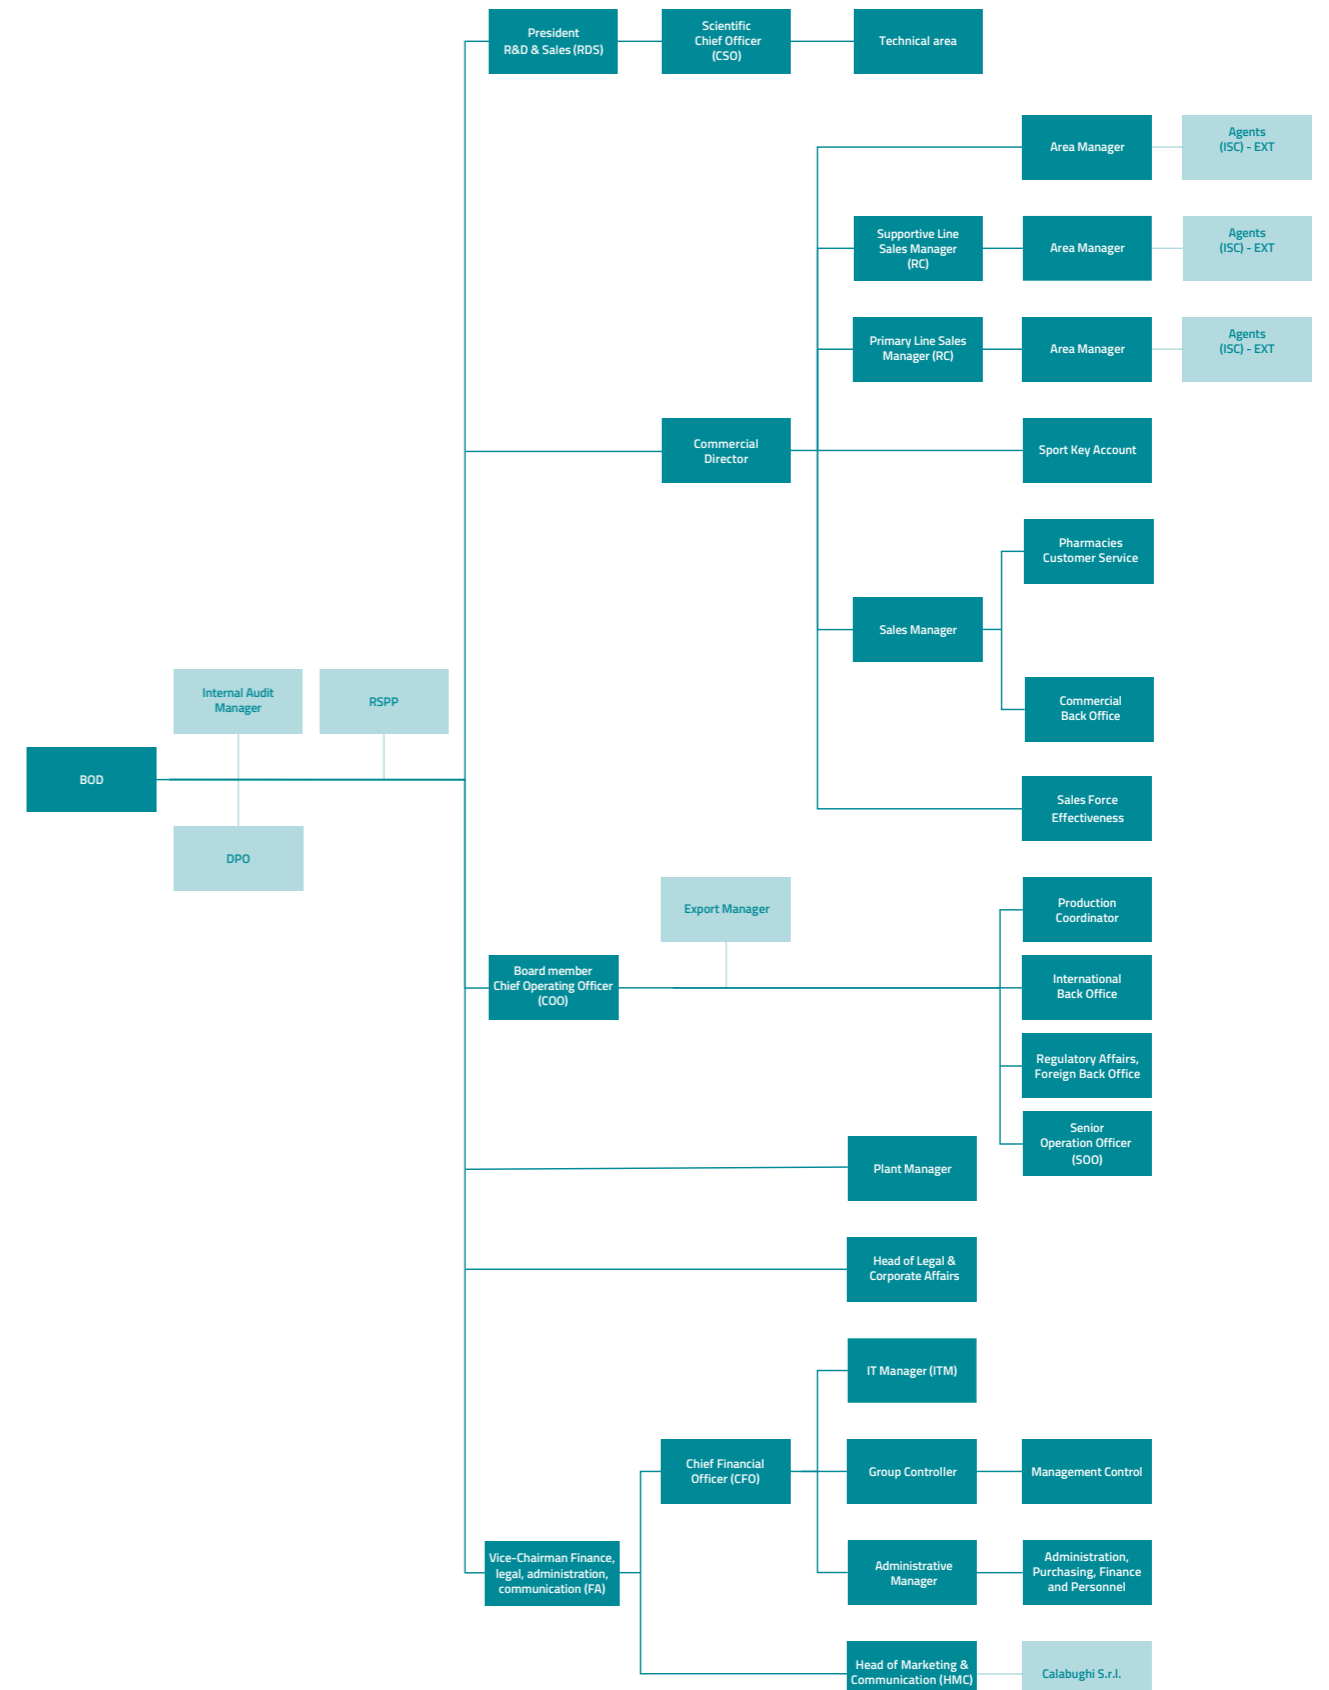 President
R&D & Sales (RDS)
Scientific
Chief Officer
(CSO)
Technical area
Area Manager
Agents
(ISC) - EXT
Supportive Line
Sales Manager
(RC)
Area Manager
Agents
(ISC) - EXT
Primary Line Sales
Manager (RC)
Area Manager
Agents
(ISC) - EXT
Commercial
Director
Sport Key Account
Pharmacies
Customer Service
Sales Manager
Commercial
Back Office
Internal Audit
Manager
RSPP
BOD
DPO
Sales Force
Effectiveness
Export Manager
Production
Coordinator
Board member
Chief Operating Officer
(COO)
International
Back Office
Regulatory Affairs,
Foreign Back Office
Senior
Operation Officer
(SOO)
Plant Manager
Head of Legal &
Corporate Affairs
IT Manager (ITM)
Chief Financial
Officer (CFO)
Group Controller
Management Control
Vice-Chairman Finance,
legal, administration,
communication (FA)
Administrative
Manager
Administration,
Purchasing, Finance
and Personnel
Head of Marketing &
Communication (HMC)
Calabughi S.r.l.